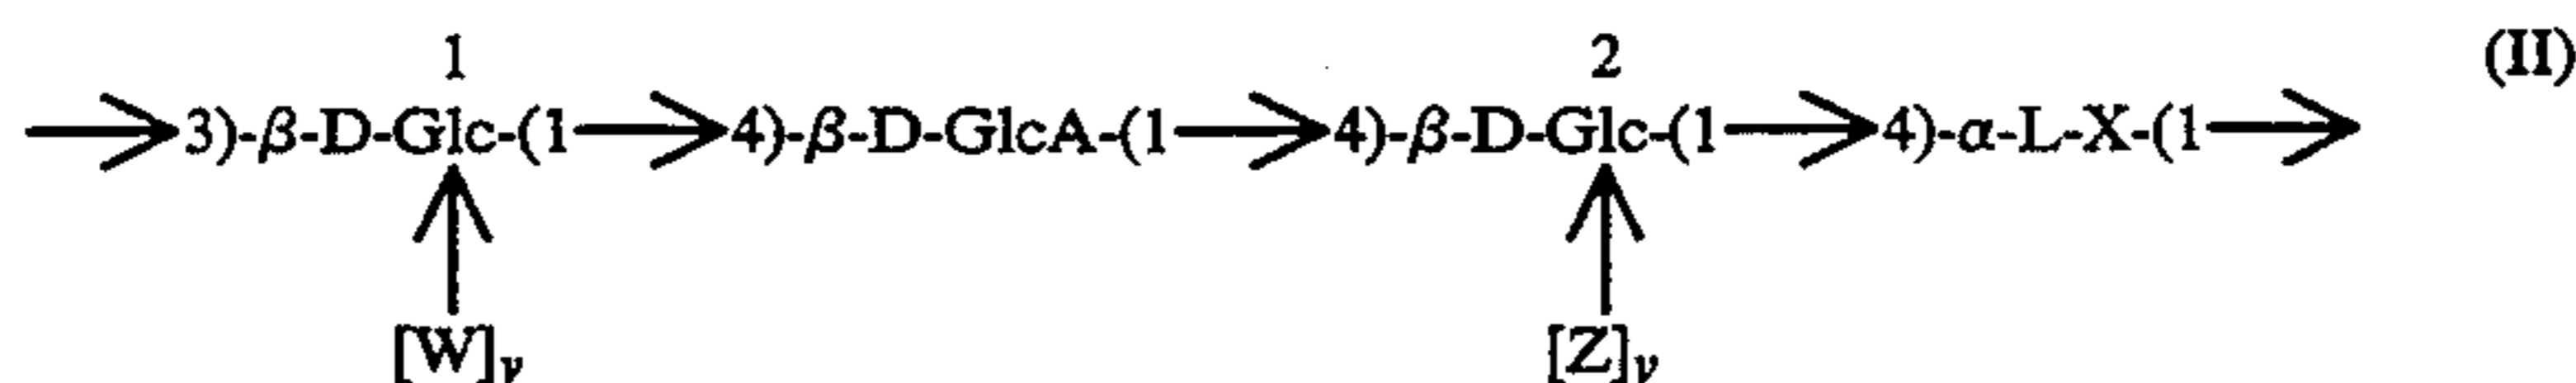 1 2 (II)
→3)-β-D-Glc-(1→4)-β-D-GlcA-(1→4)-β-D-Glc-(1→4)-α-L-X-(1→
[W]v [Z]v